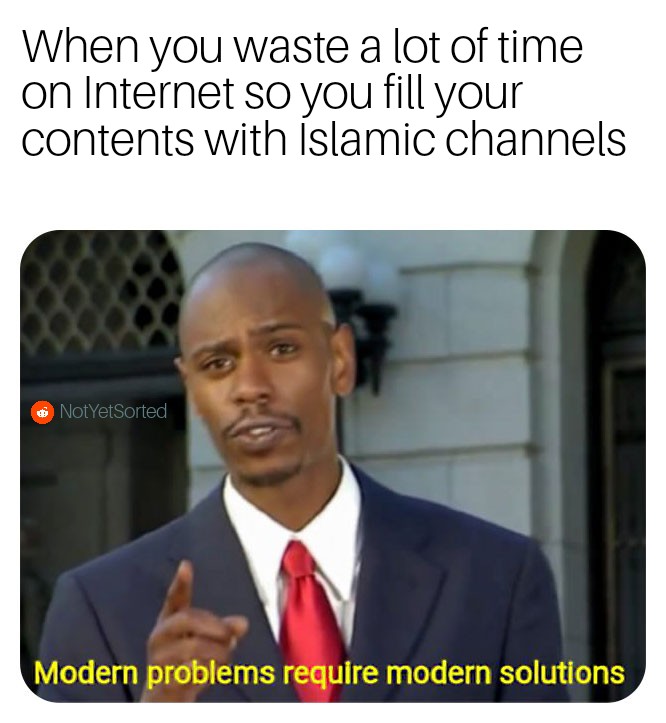 When you waste a lot of time
on Internet so you fill your
contents with Islamic channels
NotYetSorted
Modern problems require modern solutions